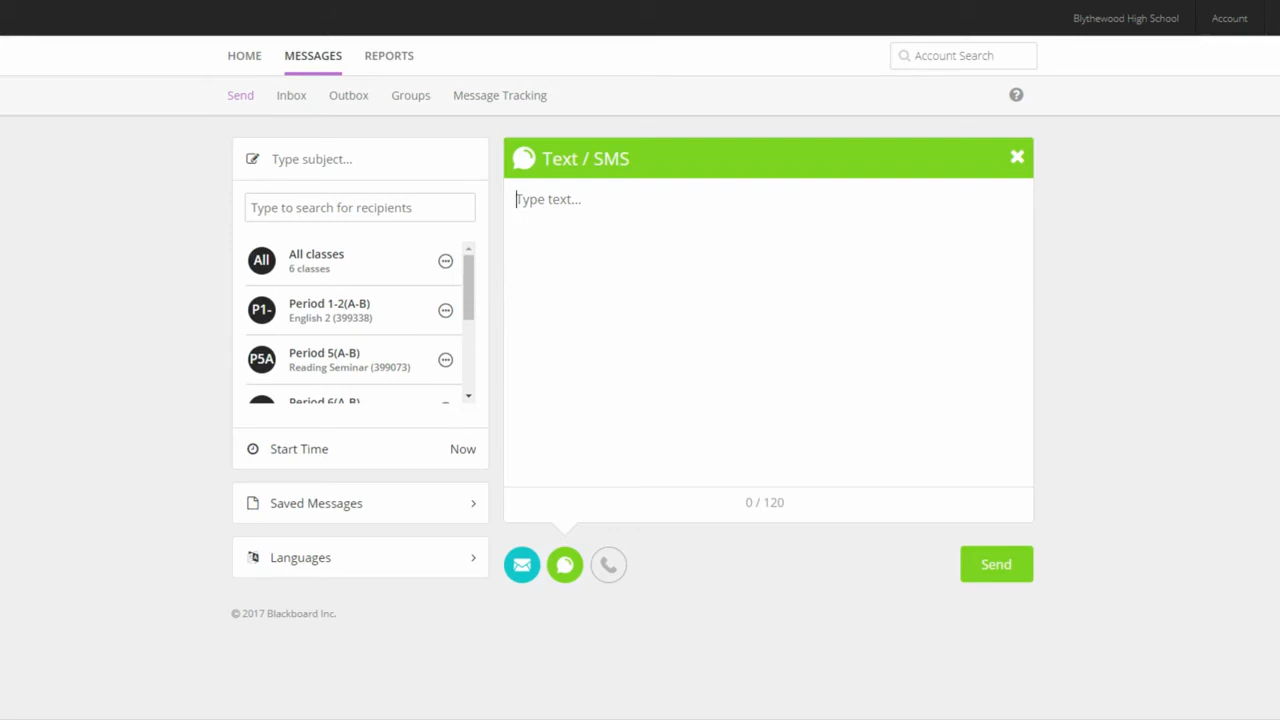 Blythewood High School
Account
HOME
MESSAGES
REPORTS
Account Search
Send
Inbox
Outbox
Groups
Message Tracking
Type subject...
Type to search for recipients
All
All classes
6 classes
P1-
Period 1-2(A-B)
English 2 (399338)
P5A
Period 5(A-B)
Reading Seminar (399073)
Period 6(A-B)
Start Time
Now
Saved Messages
Languages
© 2017 Blackboard Inc.
Text / SMS
Type text...
0 / 120
Send